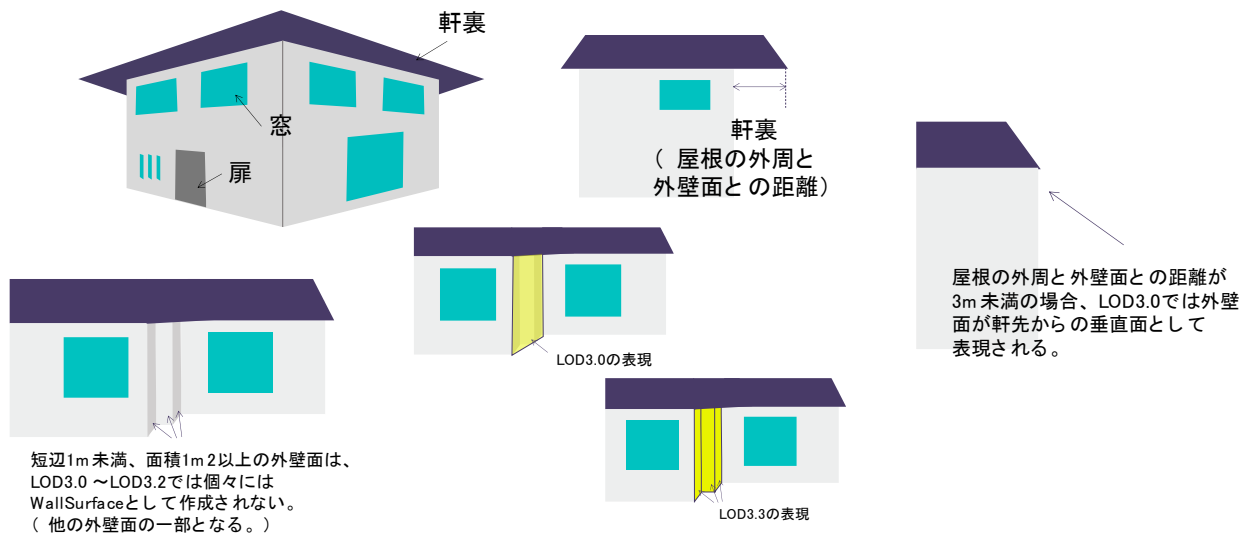 軒裏
窓
扉
軒裏
(屋根の外周と
外壁面との距離)
屋根の外周と外壁面との距離が
3m未満の場合、LOD3.0では外壁
面が軒先からの垂直面として
表現される。
LOD3.0の表現
短辺1m未満、面積1m2以上の外壁面は、
LOD3.0~LOD3.2では個々には
WallSurfaceとして作成されない。
(他の外壁面の一部となる。)
LOD3.3の表現